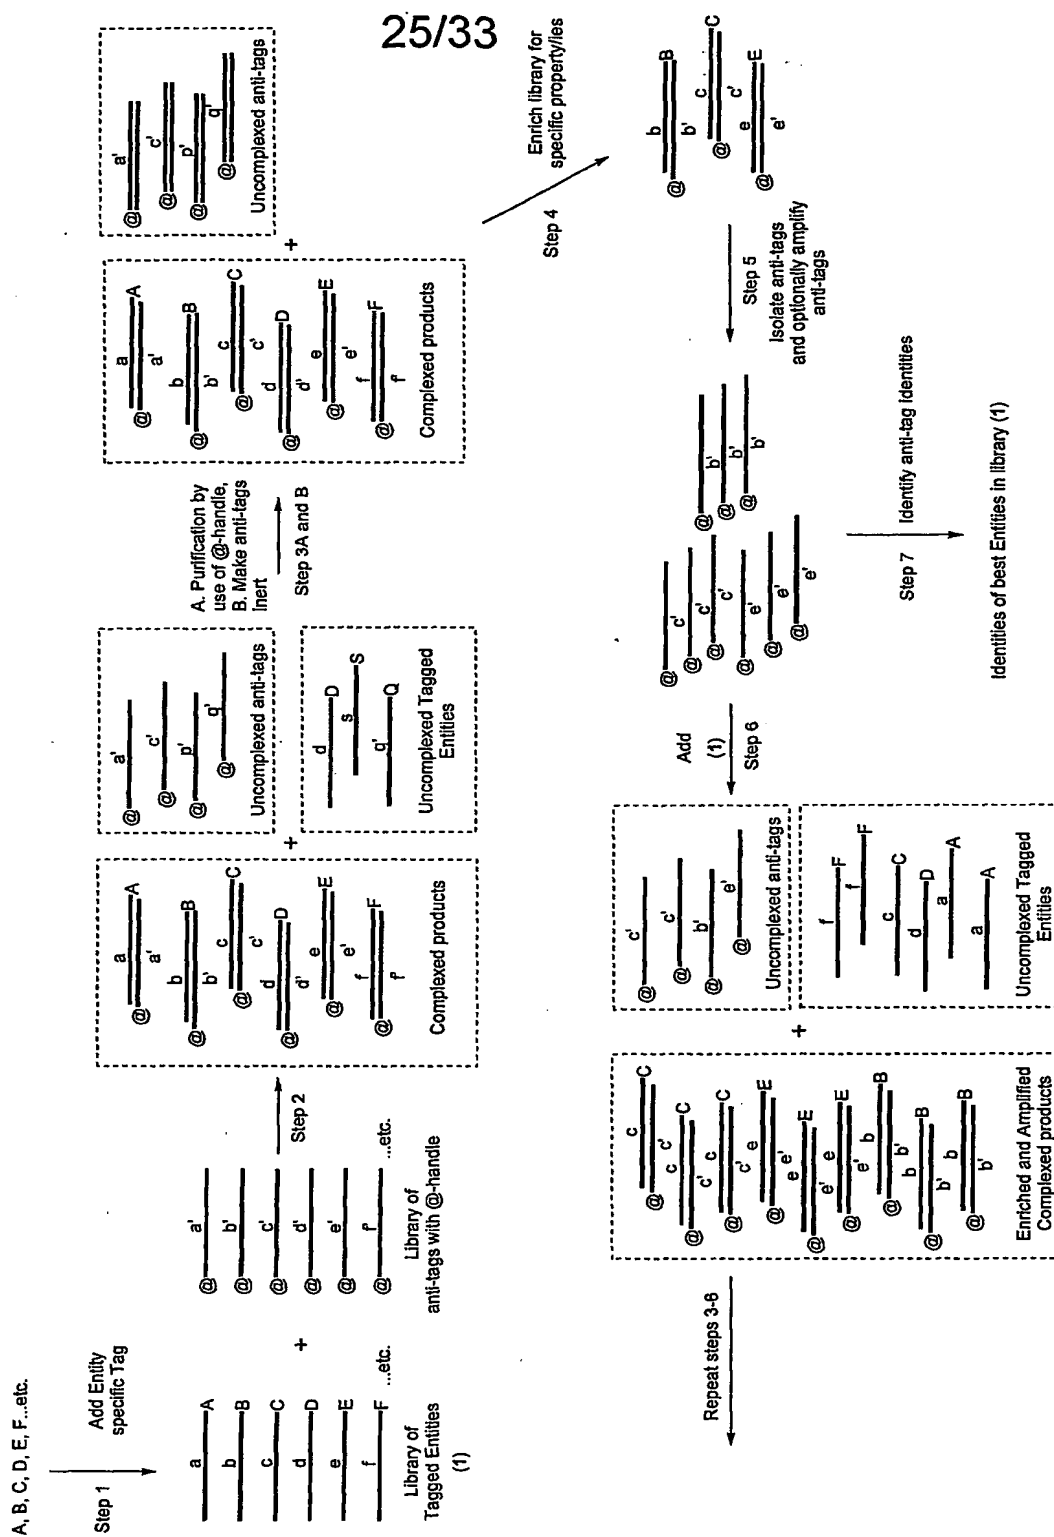 25/33
A, B, C, D, E, F...etc.
Step 1
Add Entity
specific Tag
a A
b B
c C
d D
e E
f F ...etc.
Library of
Tagged Entities
(1)
+
@ a'
@ b'
@ c'
@ d'
@ e'
@ f' ...etc.
Library of
anti-tags with @-handle
Step 2
a A
@ a'
b B
@ b'
c C
@ c'
d D
@ d'
e E
@ e'
f F
@ f'
Complexed products
+
@ a'
@ c'
@ p'
@ q'
Uncomplexed anti-tags
d D
s S
q' Q
Uncomplexed Tagged
Entities
A. Purification by
use of @-handle,
B. Make anti-tags
inert
Step 3A and B
a A
@ a'
b B
@ b'
c C
@ c'
d D
@ d'
e E
@ e'
f F
@ f'
Complexed products
+
@ a'
@ c'
@ p'
@ q'
Uncomplexed anti-tags
Step 4
Enrich library for
specific property/ies
b B
@ b'
c C
@ c'
e E
@ e'
Step 5
Isolate anti-tags
and optionally amplify
anti-tags
@ c'
@ c'
@ c'
@ e'
@ e'
@ e'
@ b'
@ b'
@ b'
Step 7
Identify anti-tag identities
Identities of best Entities in library (1)
Add
(1)
Step 6
@ c'
@ c'
@ b'
@ e'
Uncomplexed anti-tags
f F
f F
c C
d D
a A
a A
Uncomplexed Tagged
Entities
+
c C
@ c'
c C
@ c'
c C
@ c'
e E
@ e'
e E
@ e'
e E
@ e'
b B
@ b'
b B
@ b'
b B
@ b'
Enriched and Amplified
Complexed products
Repeat steps 3-6